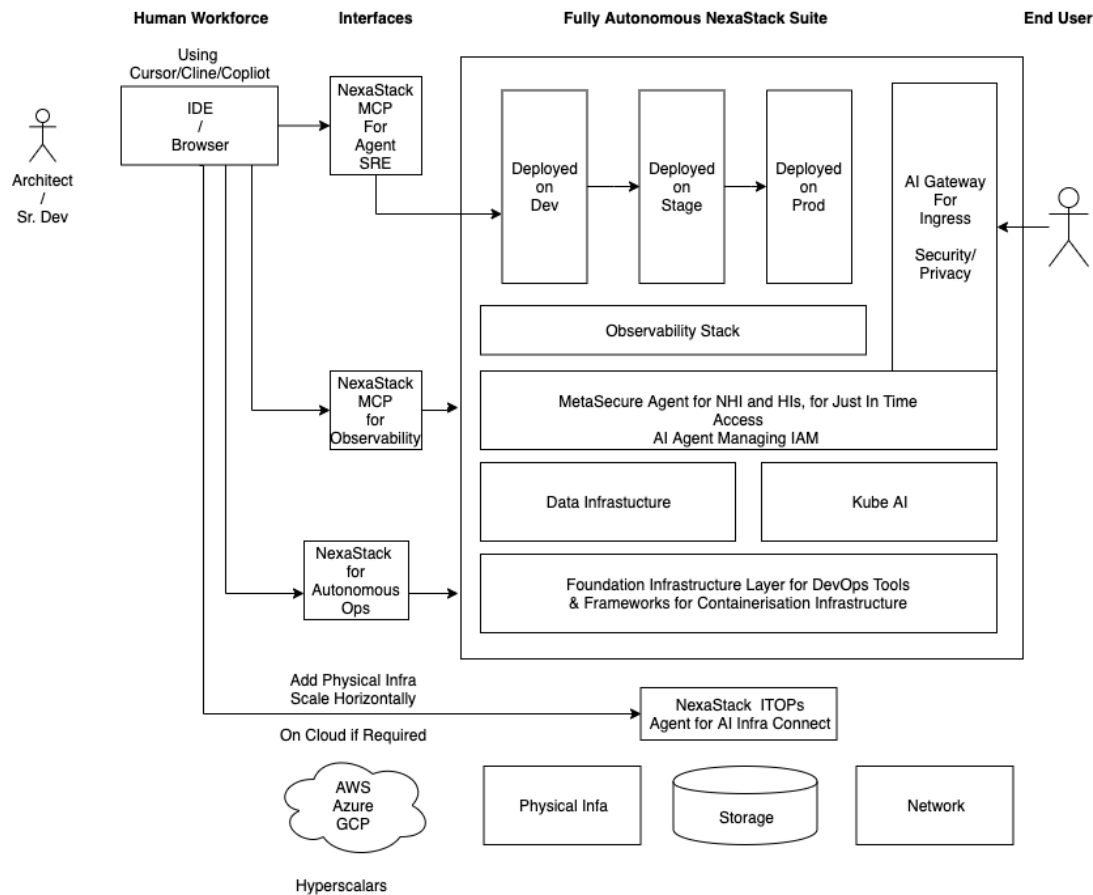 Human Workforce
Interfaces
Fully Autonomous NexaStack Suite
End User
Using
Cursor/Cline/Copliot
IDE
/
Browser
Architect
/
Sr. Dev
NexaStack
MCP
For
Agent
SRE
Deployed
on
Dev
Deployed
on
Stage
Deployed
on
Prod
AI Gateway
For
Ingress
Security/
Privacy
Observability Stack
NexaStack
MCP
for
Observability
MetaSecure Agent for NHI and HIs, for Just In Time
Access
AI Agent Managing IAM
Data Infrastucture
Kube AI
NexaStack
for
Autonomous
Ops
Foundation Infrastructure Layer for DevOps Tools
& Frameworks for Containerisation Infrastructure
Add Physical Infra
Scale Horizontally
On Cloud if Required
NexaStack ITOPs
Agent for AI Infra Connect
AWS
Azure
GCP
Physical Infa
Storage
Network
Hyperscalars